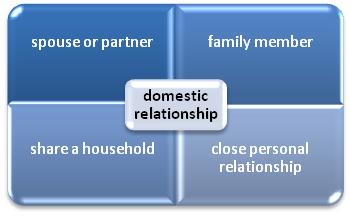 spouse or partner
family member
domestic
relationship
share a household
close personal
relationship